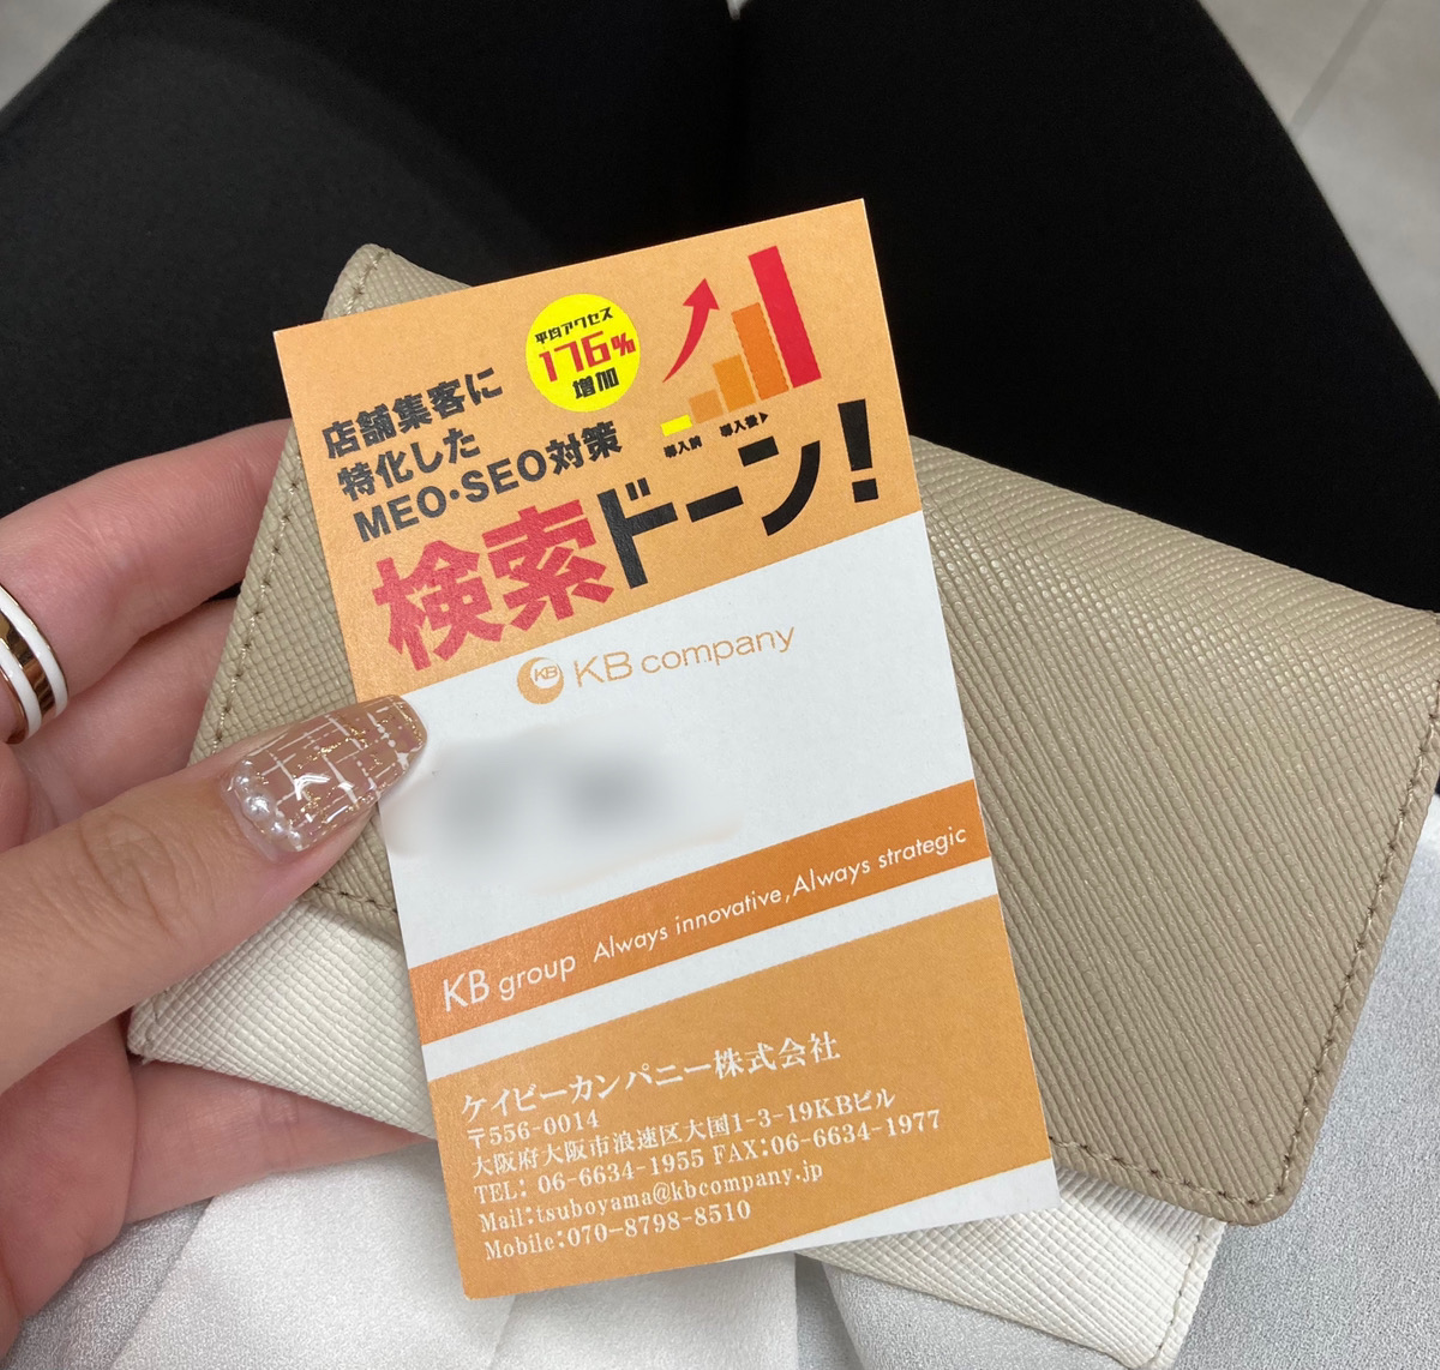 平均アクセス
176%
増加
店舗集客に
特化した
MEO・SEO対策
導入前
導入後
検索ドーン!
KB
KB company
KB group Always innovative, Always strategic
ケイビーカンパニー株式会社
〒556-0014
大阪府大阪市浪速区大国1-3-19KBビル
TEL: 06-6634-1955 FAX:06-6634-1977
Mail:tsuboyama@kbcompany.jp
Mobile:070-8798-8510